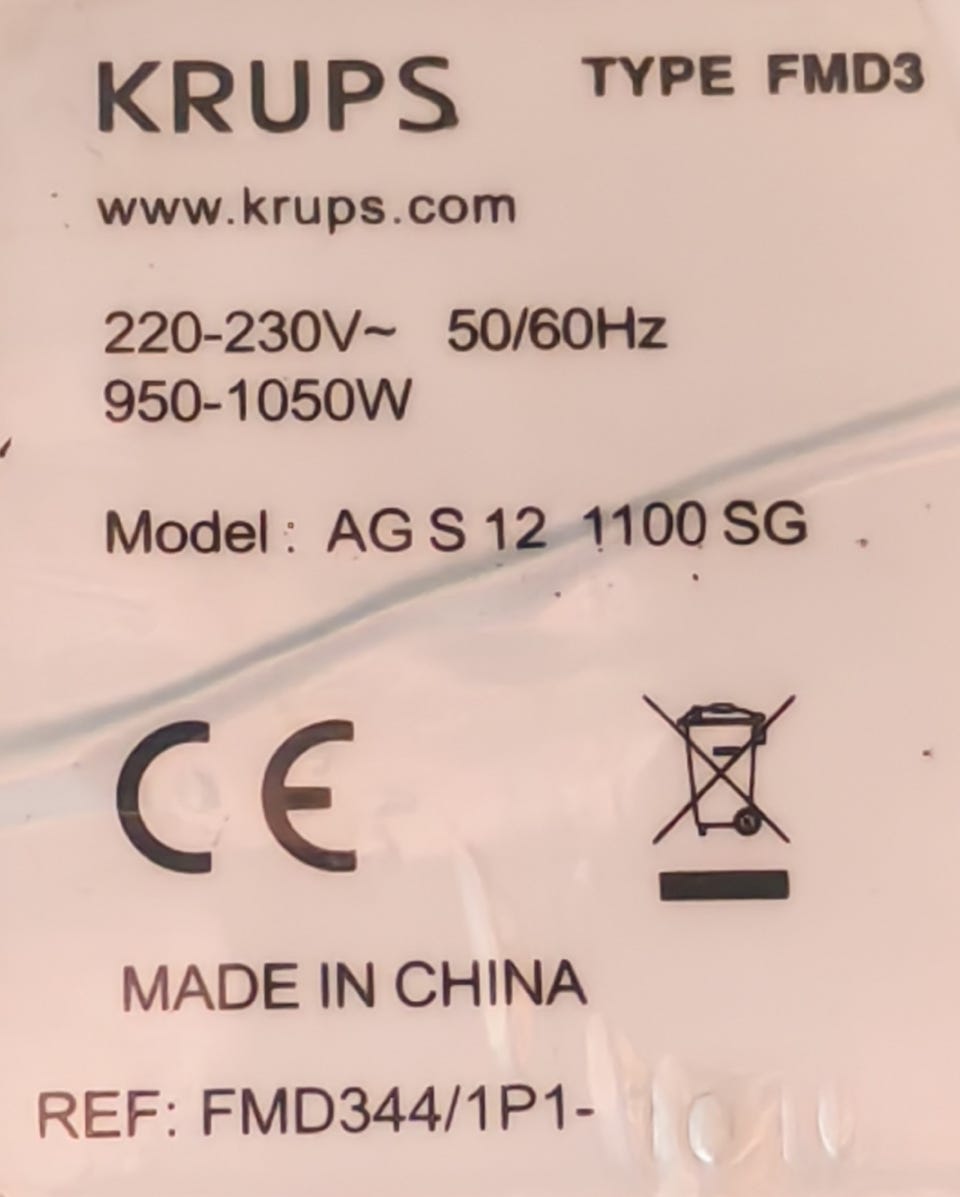 KRUPS TYPE FMD3
www.krups.com
220-230V~ 50/60Hz
950-1050W
Model : AG S 12 1100 SG
CE
MADE IN CHINA
REF: FMD344/1P1-